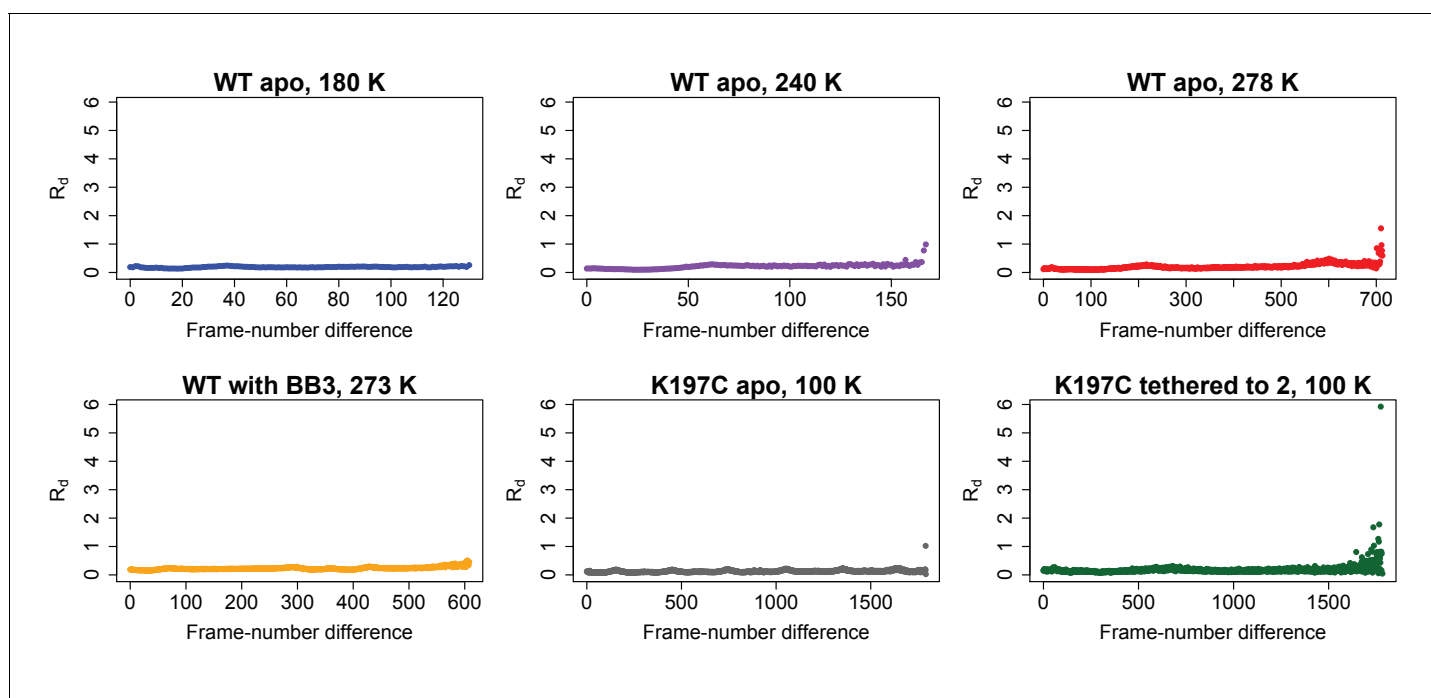 WT apo, 180 K
6
5
4
3
2
1
0
Rd
0 20 40 60 80 100 120
Frame-number difference
WT apo, 240 K
6
5
4
3
2
1
0
Rd
0 50 100 150
Frame-number difference
WT apo, 278 K
6
5
4
3
2
1
0
Rd
0 100 300 500 700
Frame-number difference
WT with BB3, 273 K
6
5
4
3
2
1
0
Rd
0 100 200 300 400 500 600
Frame-number difference
K197C apo, 100 K
6
5
4
3
2
1
0
Rd
0 500 1000 1500
Frame-number difference
K197C tethered to 2, 100 K
6
5
4
3
2
1
0
Rd
0 500 1000 1500
Frame-number difference